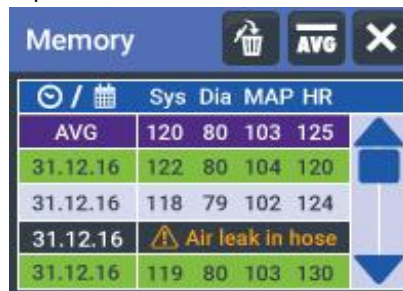 Memory AVG
/ Sys Dia MAP HR
AVG 120 80 103 125
31.12.16 122 80 104 120
31.12.16 118 79 102 124
31.12.16 Air leak in hose
31.12.16 119 80 103 130